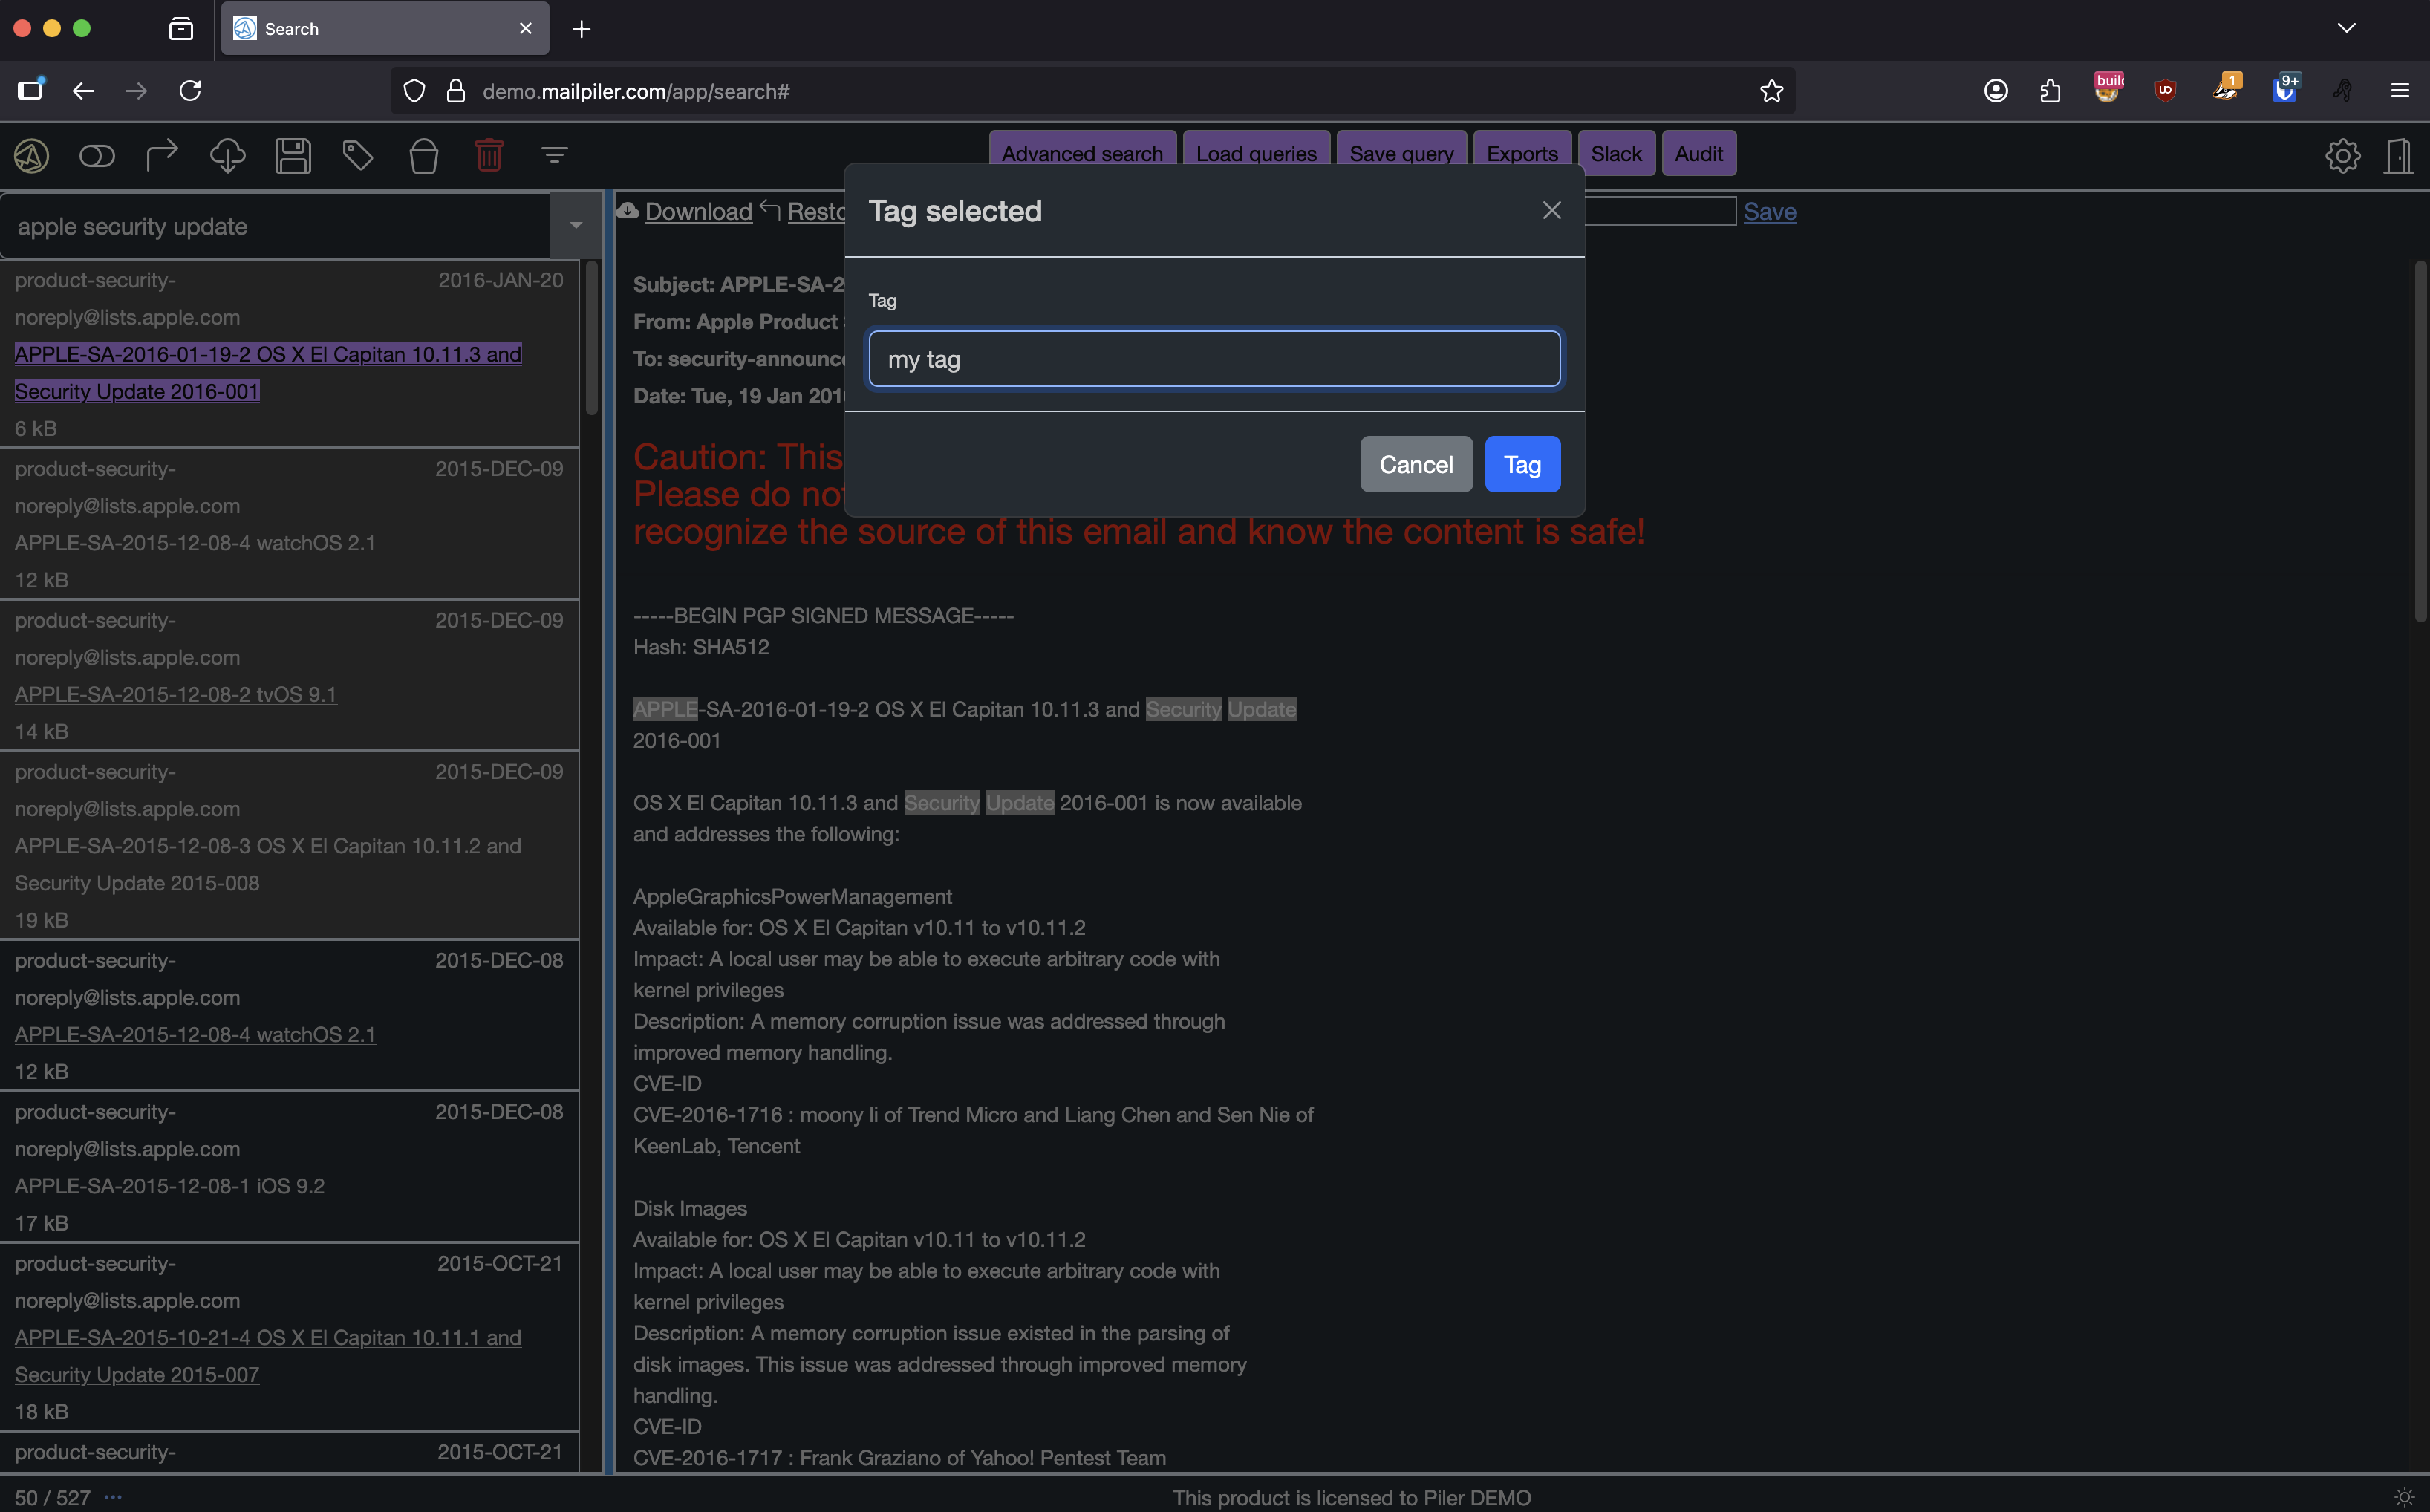 Search
demo.mailpiler.com/app/search#
build
1
9+
Advanced search
Load queries
Save query
Exports
Slack
Audit
apple security update
product-security-
2016-JAN-20
noreply@lists.apple.com
APPLE-SA-2016-01-19-2 OS X El Capitan 10.11.3 and
Security Update 2016-001
6 kB
product-security-
2015-DEC-09
noreply@lists.apple.com
APPLE-SA-2015-12-08-4 watchOS 2.1
12 kB
product-security-
2015-DEC-09
noreply@lists.apple.com
APPLE-SA-2015-12-08-2 tvOS 9.1
14 kB
product-security-
2015-DEC-09
noreply@lists.apple.com
APPLE-SA-2015-12-08-3 OS X El Capitan 10.11.2 and
Security Update 2015-008
19 kB
product-security-
2015-DEC-08
noreply@lists.apple.com
APPLE-SA-2015-12-08-4 watchOS 2.1
12 kB
product-security-
2015-DEC-08
noreply@lists.apple.com
APPLE-SA-2015-12-08-1 iOS 9.2
17 kB
product-security-
2015-OCT-21
noreply@lists.apple.com
APPLE-SA-2015-10-21-4 OS X El Capitan 10.11.1 and
Security Update 2015-007
18 kB
product-security-
2015-OCT-21
50 / 527
Download Resto
Save
Tag selected
Tag
my tag
Cancel
Tag
Subject: APPLE-SA-2
From: Apple Product
To: security-announc
Date: Tue, 19 Jan 201
Caution: This
Please do not
recognize the source of this email and know the content is safe!
-----BEGIN PGP SIGNED MESSAGE-----
Hash: SHA512
APPLE-SA-2016-01-19-2 OS X El Capitan 10.11.3 and Security Update
2016-001
OS X El Capitan 10.11.3 and Security Update 2016-001 is now available
and addresses the following:
AppleGraphicsPowerManagement
Available for: OS X El Capitan v10.11 to v10.11.2
Impact: A local user may be able to execute arbitrary code with
kernel privileges
Description: A memory corruption issue was addressed through
improved memory handling.
CVE-ID
CVE-2016-1716 : moony li of Trend Micro and Liang Chen and Sen Nie of
KeenLab, Tencent
Disk Images
Available for: OS X El Capitan v10.11 to v10.11.2
Impact: A local user may be able to execute arbitrary code with
kernel privileges
Description: A memory corruption issue existed in the parsing of
disk images. This issue was addressed through improved memory
handling.
CVE-ID
CVE-2016-1717 : Frank Graziano of Yahoo! Pentest Team
This product is licensed to Piler DEMO